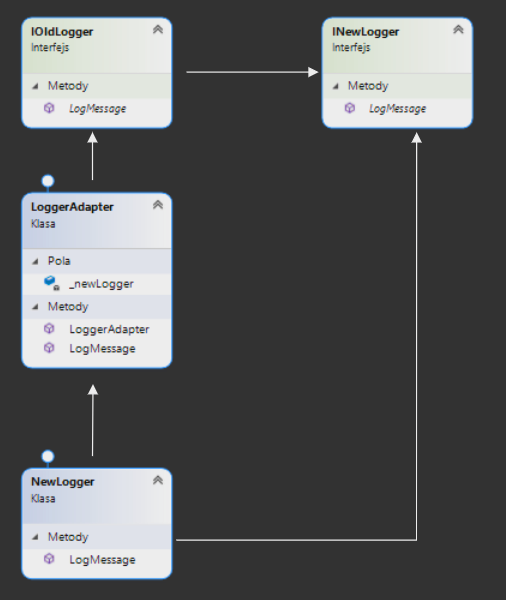 IOldLogger
Interfejs
Metody
LogMessage
INewLogger
Interfejs
Metody
LogMessage
LoggerAdapter
Klasa
Pola
_newLogger
Metody
LoggerAdapter
LogMessage
NewLogger
Klasa
Metody
LogMessage